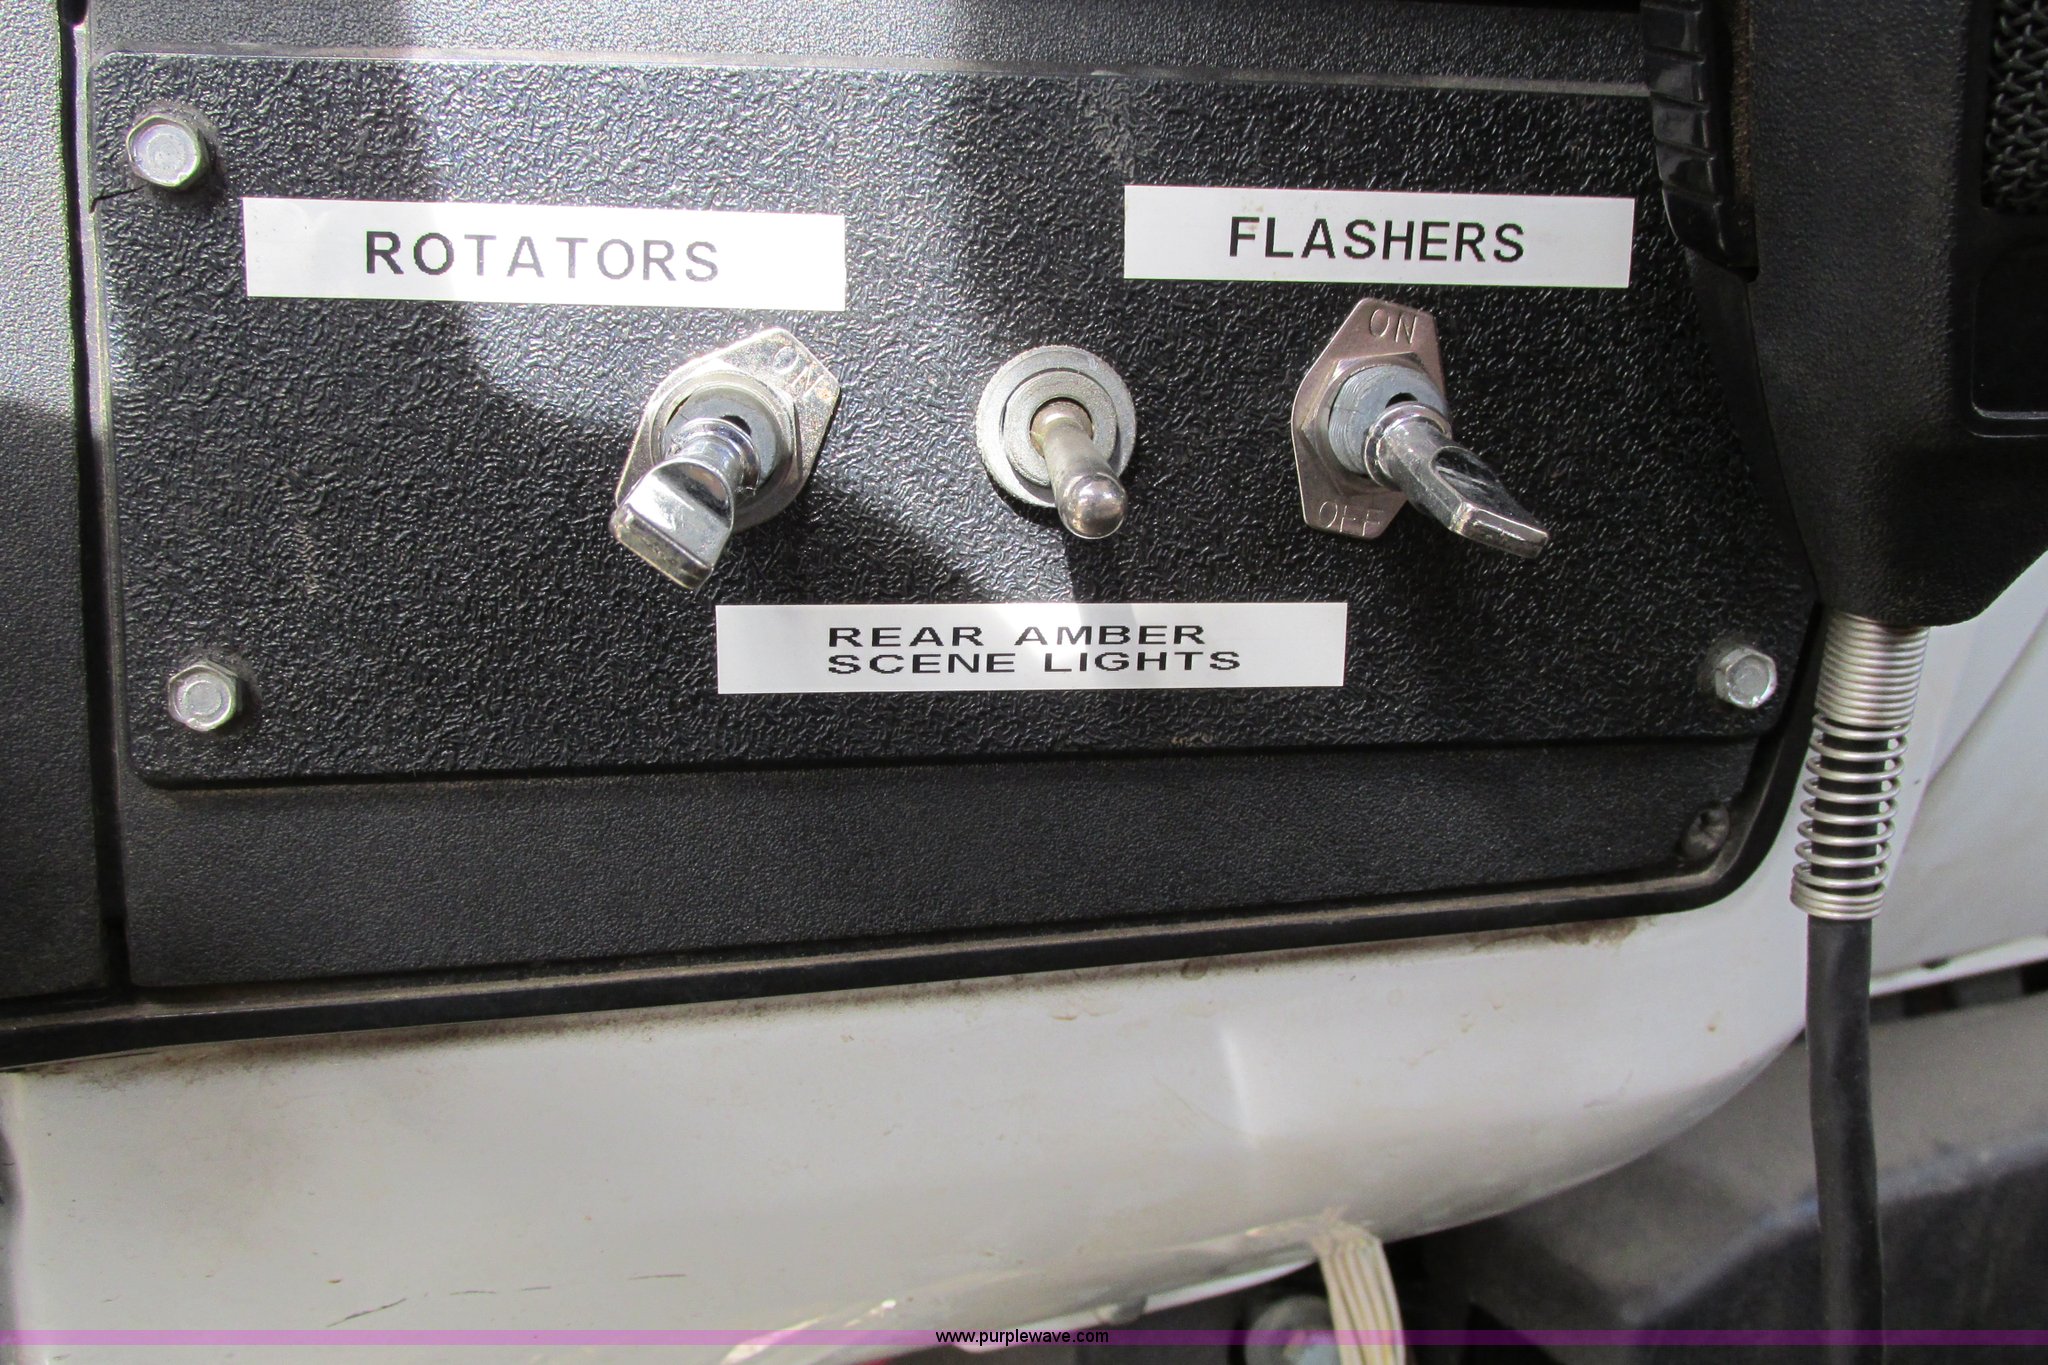 ROTATORS
FLASHERS
ON
ON
OFF
REAR AMBER
SCENE LIGHTS
www.purplewave.com